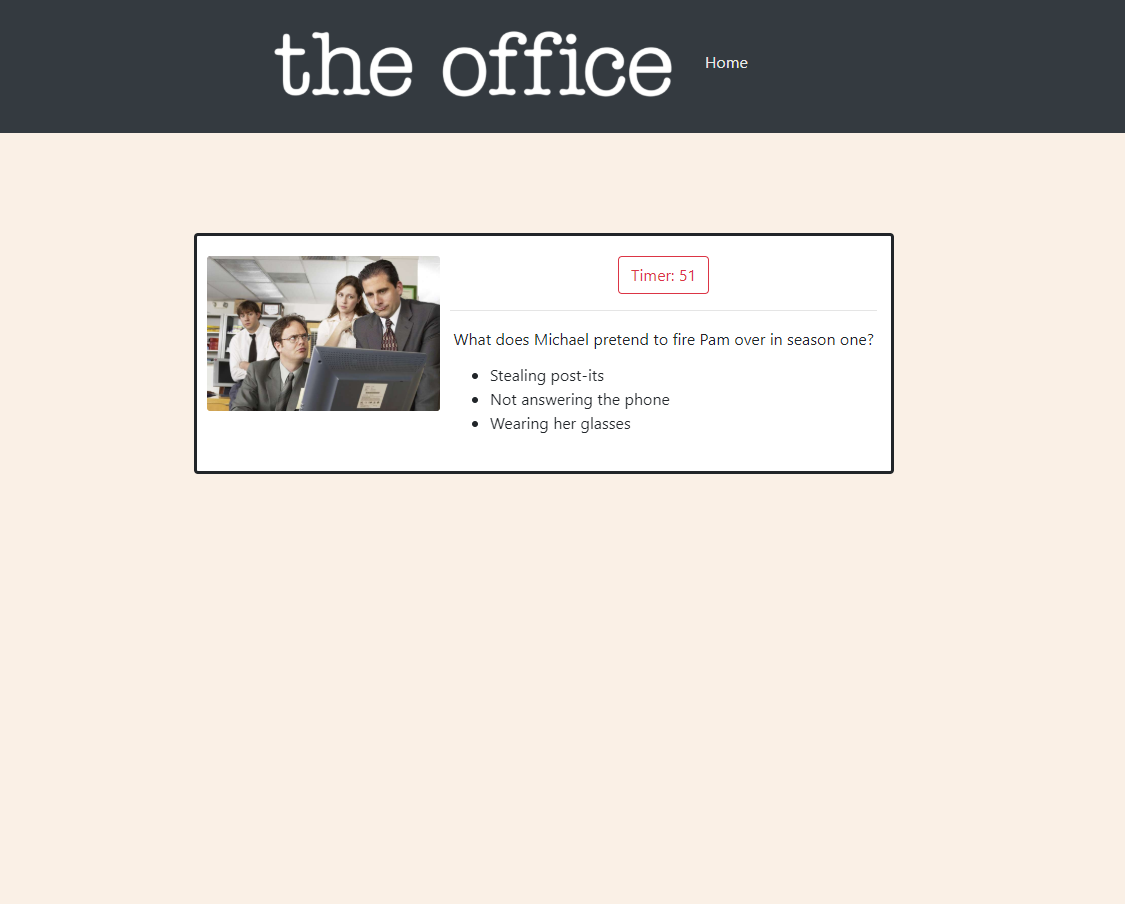 the office
Home
Timer: 51
What does Michael pretend to fire Pam over in season one?
Stealing post-its
Not answering the phone
Wearing her glasses